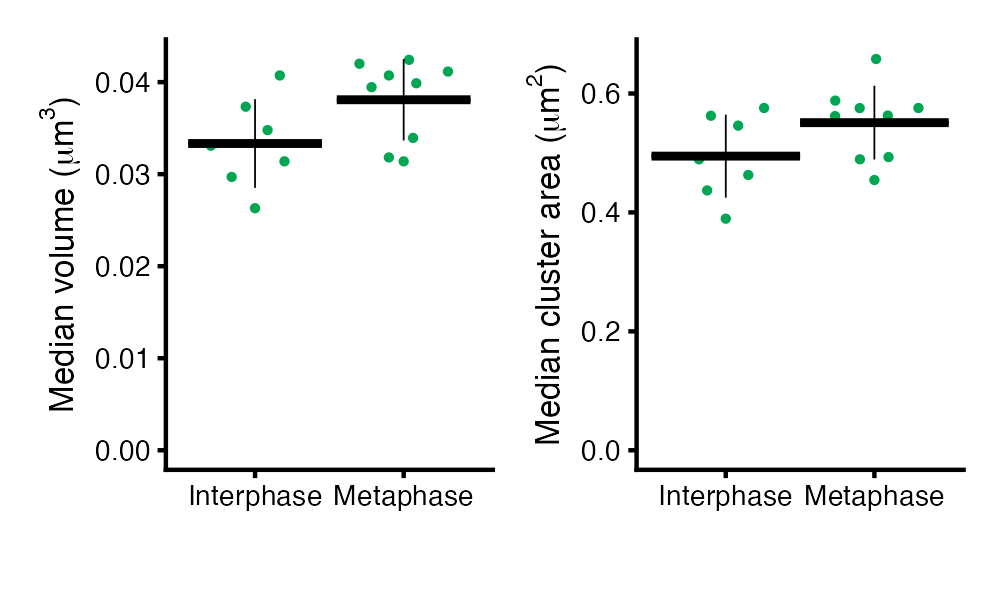 Median volume (μm³)
0.04
0.03
0.02
0.01
0.00
Interphase Metaphase
Median cluster area (μm²)
0.6
0.4
0.2
0.0
Interphase Metaphase